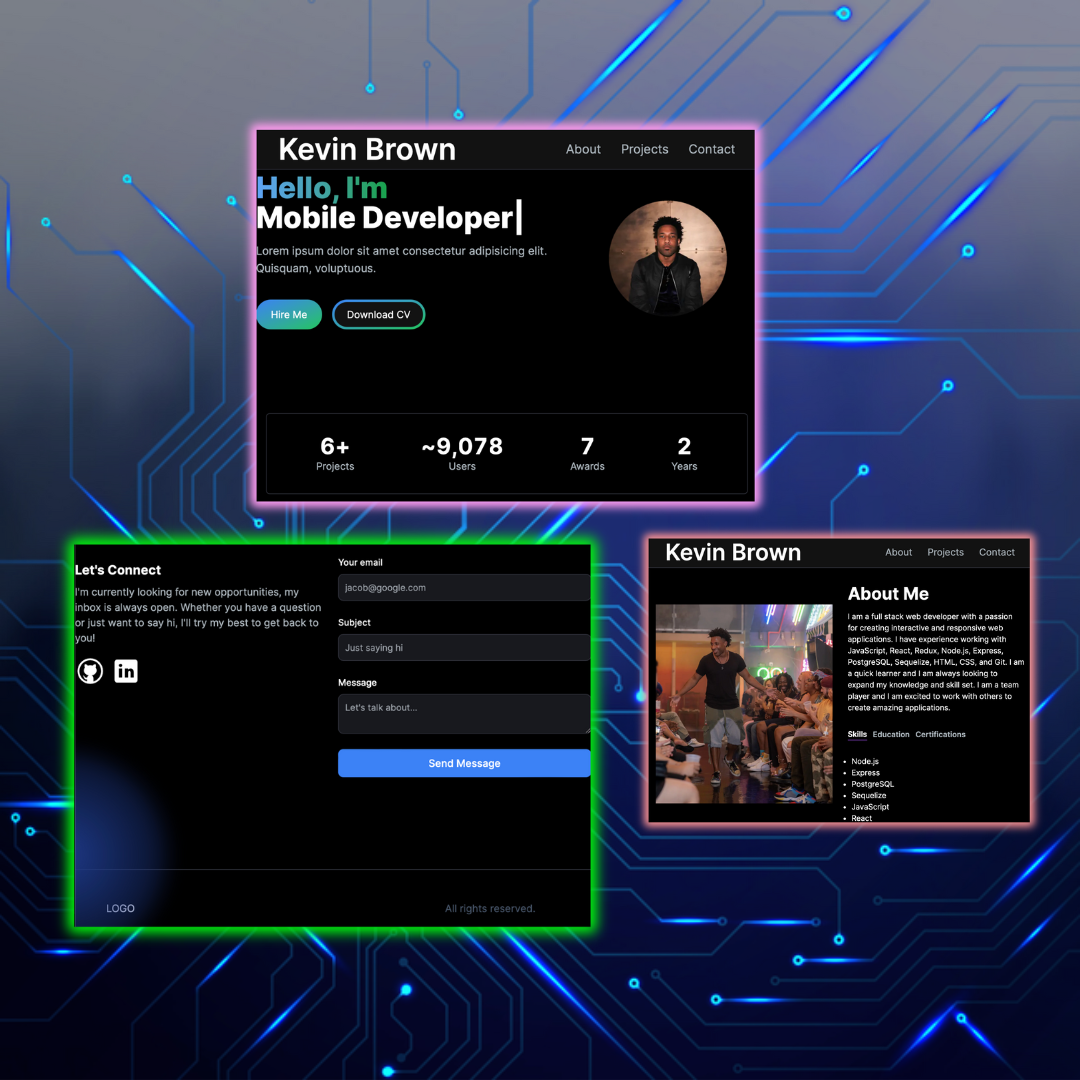 Kevin Brown
About Projects Contact
Hello, I'm
Mobile Developer|
Lorem ipsum dolor sit amet consectetur adipisicing elit.
Quisquam, voluptuous.
Hire Me
Download CV
6+ ~9,078 7 2
Projects Users Awards Years
Let's Connect
I'm currently looking for new opportunities, my
inbox is always open. Whether you have a question
or just want to say hi, I'll try my best to get back to
you!
in
Your email
jacob@google.com
Subject
Just saying hi
Message
Let's talk about...
Send Message
LOGO
All rights reserved.
Kevin Brown
About Projects Contact
About Me
I am a full stack web developer with a passion
for creating interactive and responsive web
applications. I have experience working with
JavaScript, React, Redux, Node.js, Express,
PostgreSQL, Sequelize, HTML, CSS, and Git. I am
a quick learner and I am always looking to
expand my knowledge and skill set. I am a team
player and I am excited to work with others to
create amazing applications.
Skills Education Certifications
• Node.js
• Express
• PostgreSQL
• Sequelize
• JavaScript
• React